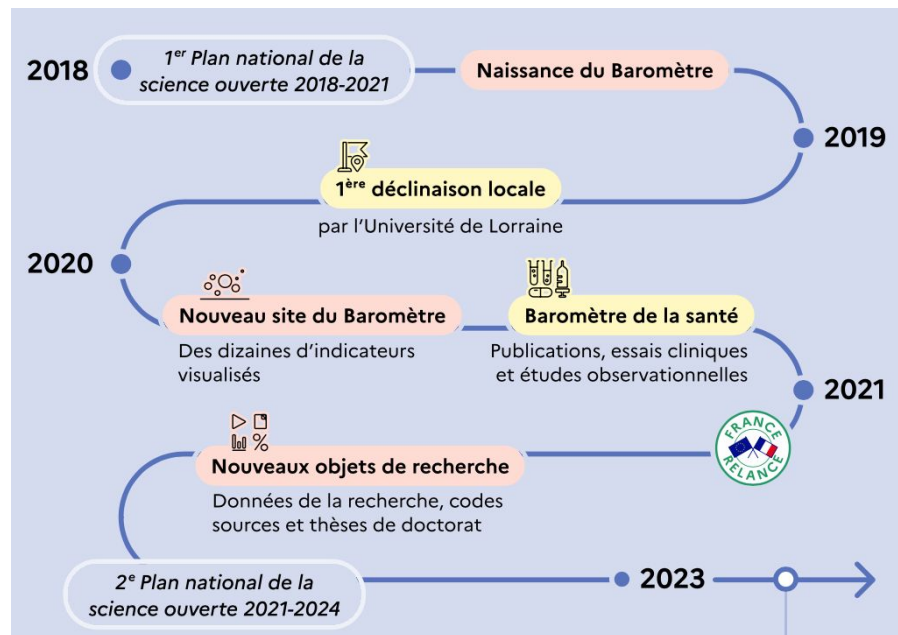 2018
1er Plan national de la
science ouverte 2018-2021
Naissance du Baromètre
2019
1ère déclinaison locale
par l'Université de Lorraine
2020
Nouveau site du Baromètre
Des dizaines d'indicateurs
visualisés
Baromètre de la santé
Publications, essais cliniques
et études observationnelles
2021
FRANCE
RELANCE
%
Nouveaux objets de recherche
Données de la recherche, codes
sources et thèses de doctorat
2e Plan national de la
science ouverte 2021-2024
2023